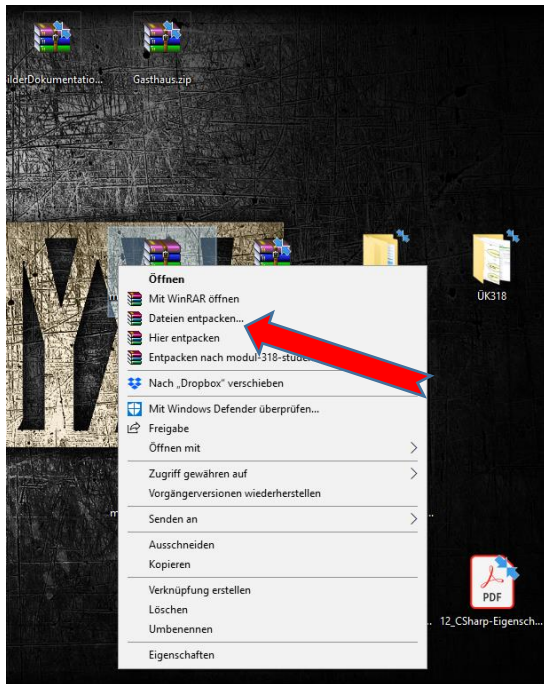 Gasthaus.zip
ÜK318
Öffnen
Mit WinRAR öffnen
Dateien entpacken...
Hier entpacken
Entpacken nach modul-318-stude
Nach „Dropbox“ verschieben
Mit Windows Defender überprüfen...
Freigabe
Öffnen mit
Zugriff gewähren auf
Vorgängerversionen wiederherstellen
Senden an
Ausschneiden
Kopieren
Verknüpfung erstellen
Löschen
Umbenennen
Eigenschaften
PDF
12_CSharp-Eigensch...